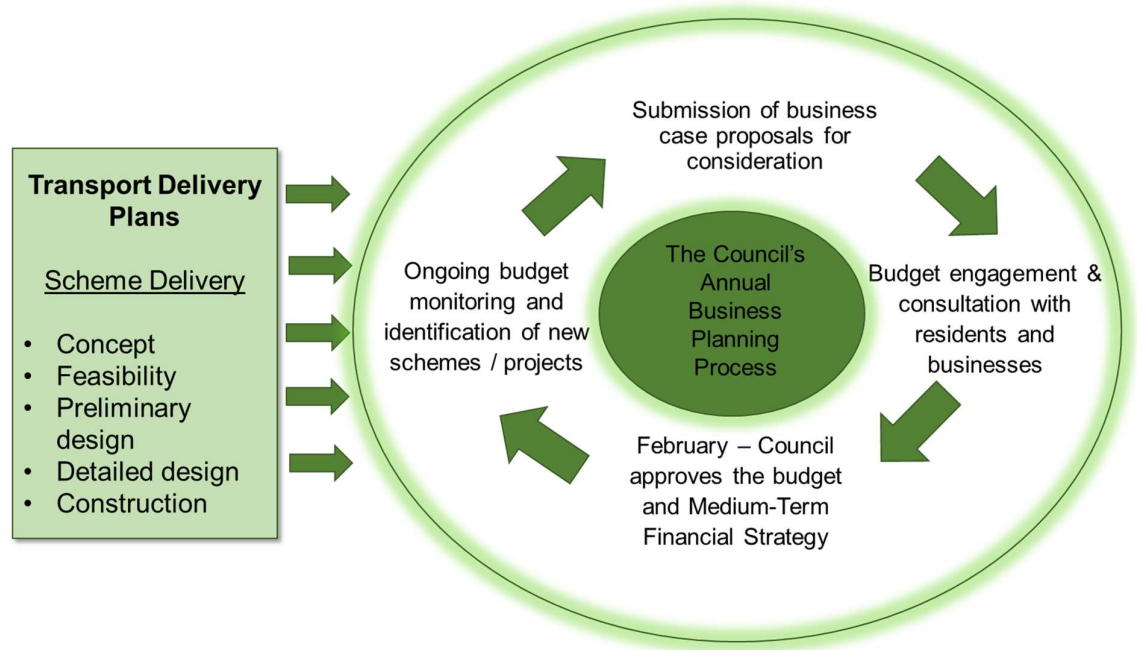 Transport Delivery
Plans
Scheme Delivery
• Concept
• Feasibility
• Preliminary
design
• Detailed design
• Construction
Submission of business
case proposals for
consideration
Budget engagement &
consultation with
residents and
businesses
February – Council
approves the budget
and Medium-Term
Financial Strategy
Ongoing budget
monitoring and
identification of new
schemes / projects
The Council’s
Annual
Business
Planning
Process